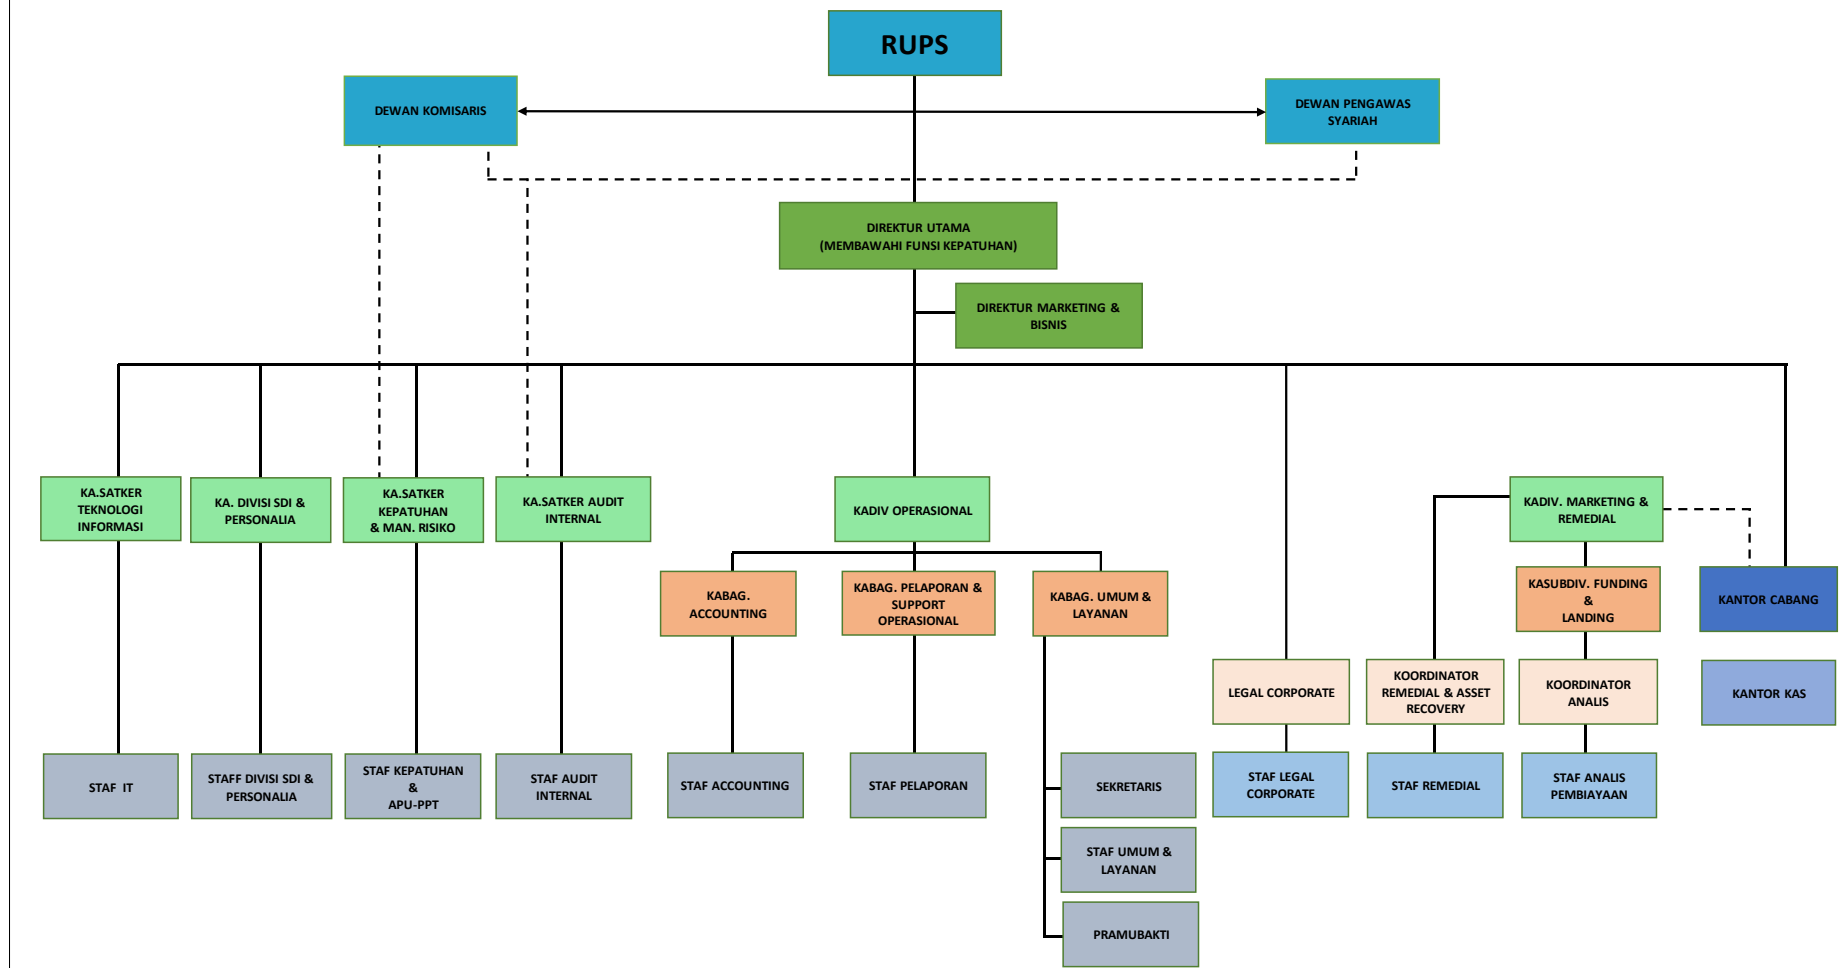 RUPS
DEWAN KOMISARIS
DEWAN PENGAWAS
SYARIAH
DIREKTUR UTAMA
(MEMBAWAHI FUNSI KEPATUHAN)
DIREKTUR MARKETING &
BISNIS
KA.SATKER
TEKNOLOGI
INFORMASI
KA. DIVISI SDI &
PERSONALIA
KA.SATKER
KEPATUHAN
& MAN. RISIKO
KA.SATKER AUDIT
INTERNAL
KADIV OPERASIONAL
KADIV. MARKETING &
REMEDIAL
KABAG.
ACCOUNTING
KABAG. PELAPORAN &
SUPPORT
OPERASIONAL
KABAG. UMUM &
LAYANAN
KASUBDIV. FUNDING
&
LANDING
KANTOR CABANG
LEGAL CORPORATE
KOORDINATOR
REMEDIAL & ASSET
RECOVERY
KOORDINATOR
ANALIS
KANTOR KAS
STAF IT
STAFF DIVISI SDI &
PERSONALIA
STAF KEPATUHAN
&
APU-PPT
STAF AUDIT
INTERNAL
STAF ACCOUNTING
STAF PELAPORAN
SEKRETARIS
STAF LEGAL
CORPORATE
STAF REMEDIAL
STAF ANALIS
PEMBIAYAAN
STAF UMUM &
LAYANAN
PRAMUBAKTI